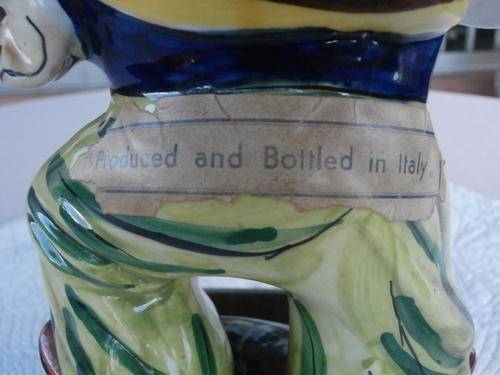 "Produced and Bottled in Italy"